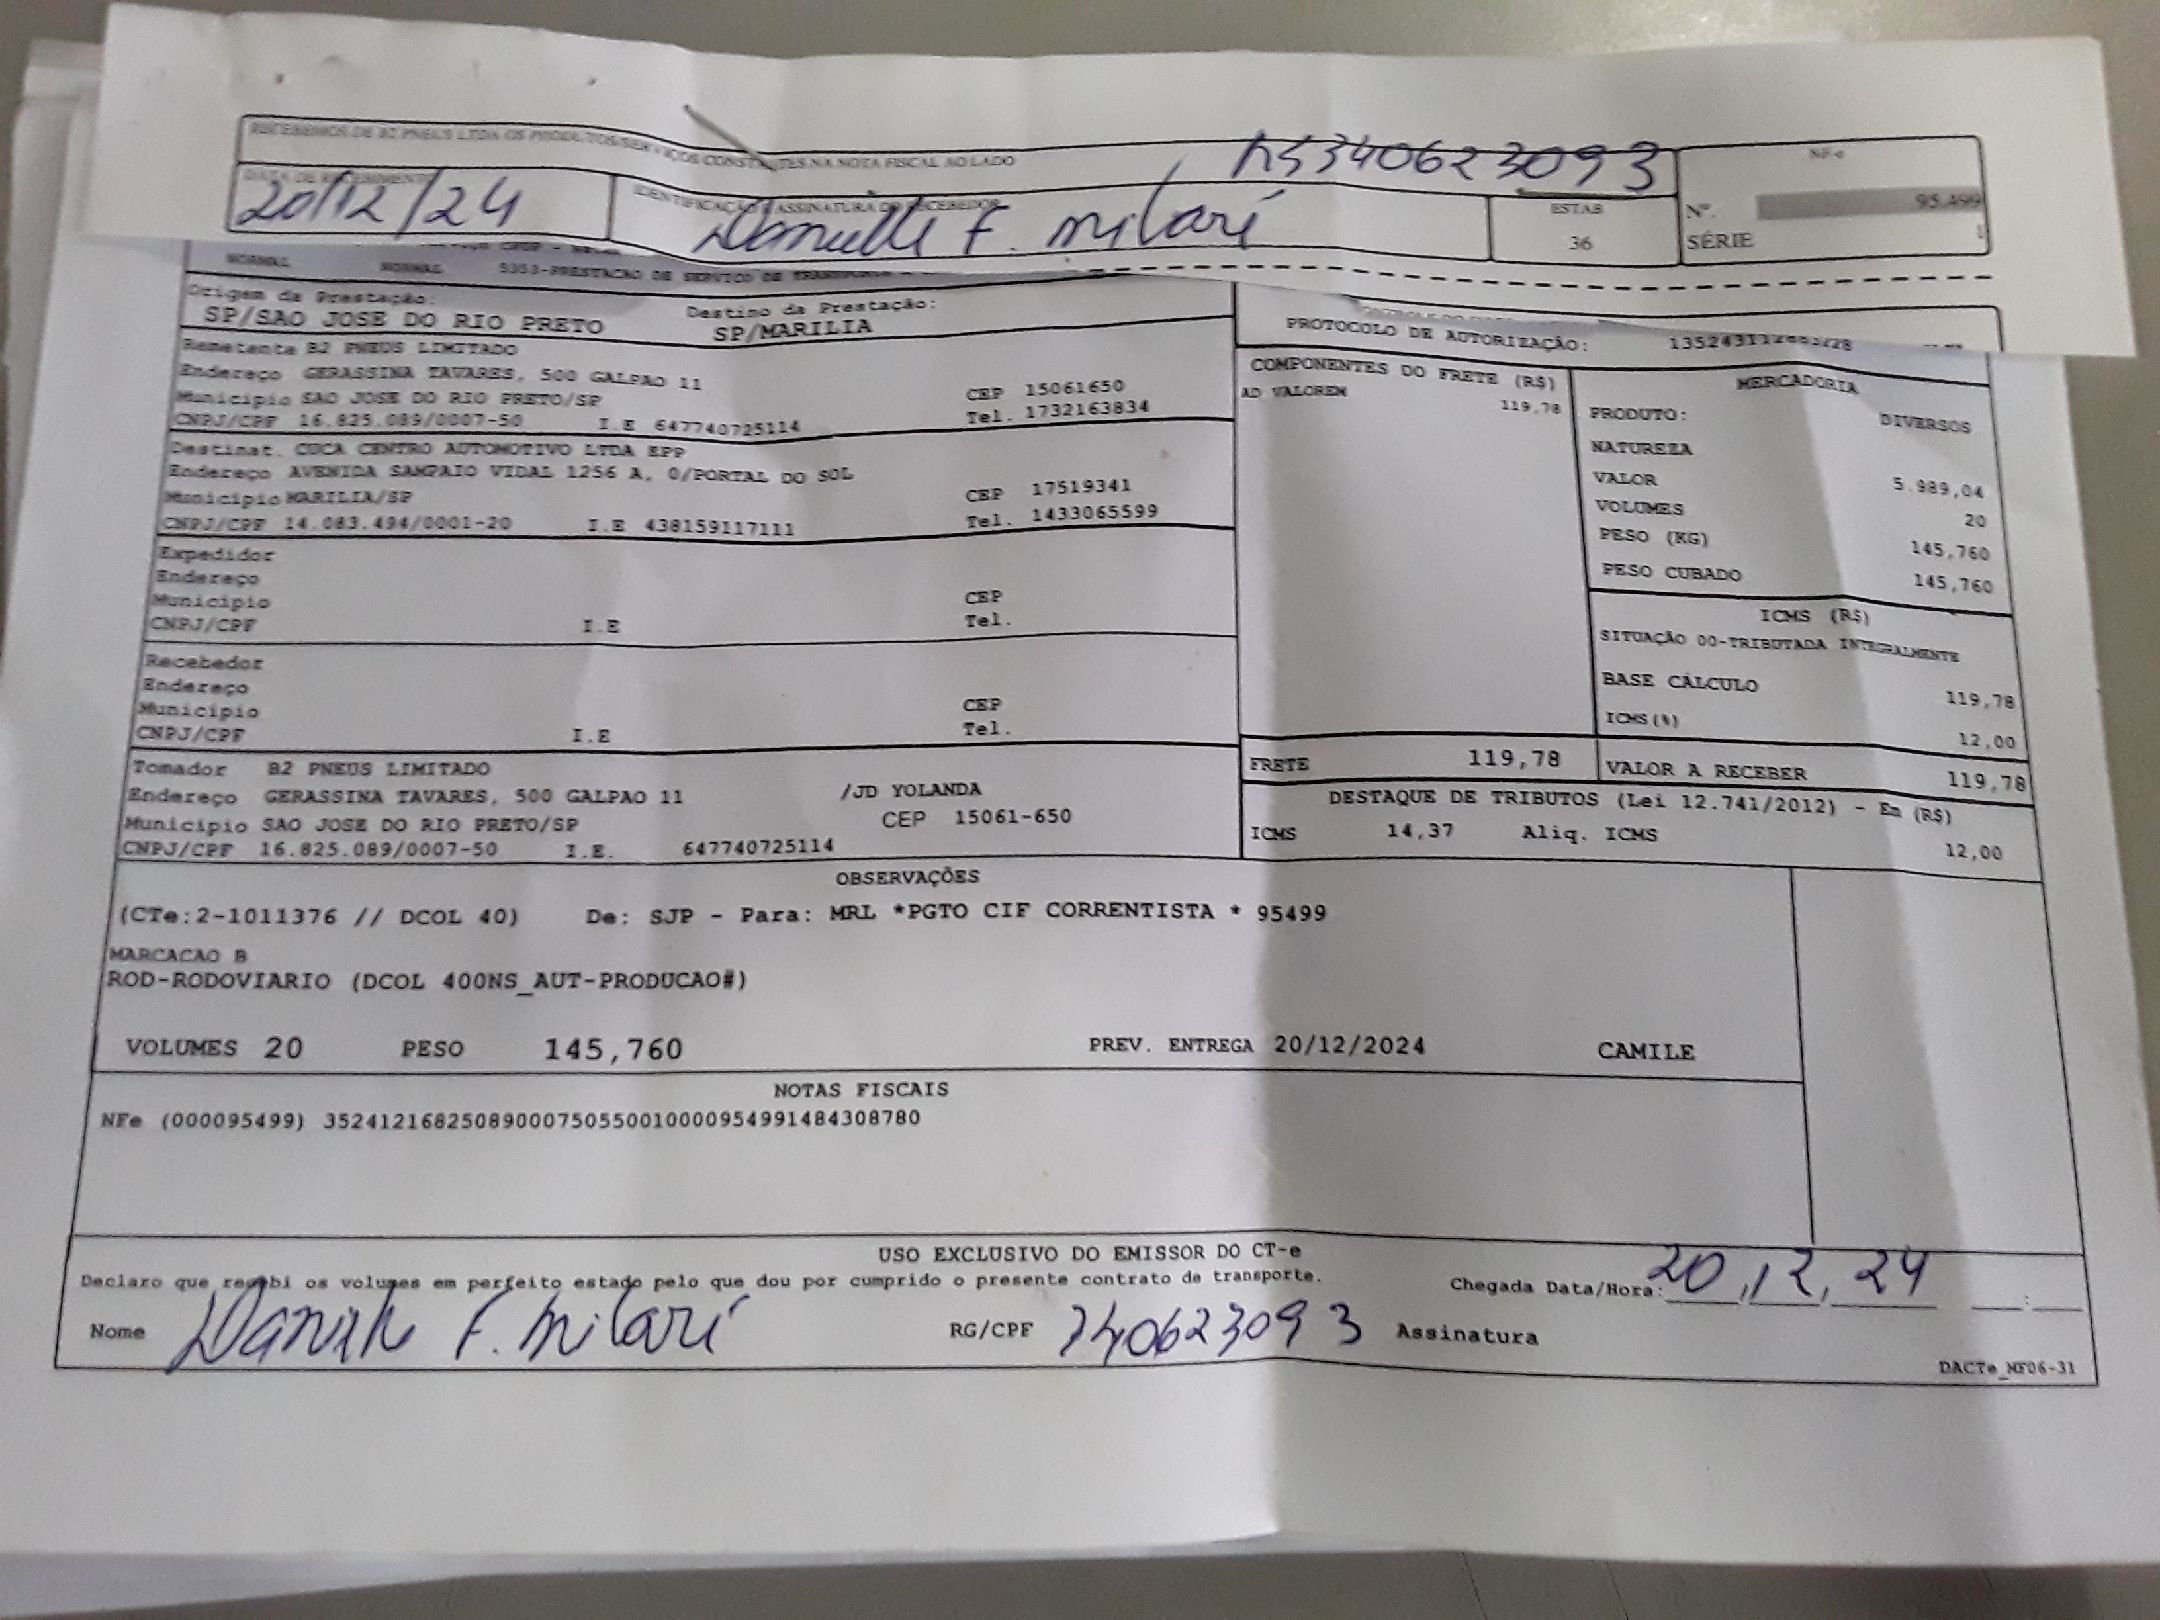 RECEBEMOS DE B2 PNEUS LTDA OS PRODUTOS/SERVIÇOS CONSTANTES NA NOTA FISCAL AO LADO
340623093
NF-e
DATA DE RECEBIMENTO
IDENTIFICAÇÃO E ASSINATURA DO RECEBEDOR
ESTAB
Nº. 95.499
20/12/24
F. Milari
36
SÉRIE 1
NORMAL NORMAL 5353-PRESTACAO DE SERVICO DE
Origem da Prestação: Destino da Prestação:
SP/SAO JOSE DO RIO PRETO SP/MARILIA
PROTOCOLO DE AUTORIZAÇÃO:
Remetente B2 PNEUS LIMITADO
Endereço GERASSINA TAVARES, 500 GALPAO 11 CEP 15061650
Município SAO JOSE DO RIO PRETO/SP Tel. 1732163834
CNPJ/CPF 16.825.089/0007-50 I.E 647740725114
Destinat. CUCA CENTRO AUTOMOTIVO LTDA EPP
Endereço AVENIDA SAMPAIO VIDAL 1256 A, 0/PORTAL DO SOL
Município MARILIA/SP CEP 17519341
CNPJ/CPF 14.083.494/0001-20 I.E 438159117111 Tel. 1433065599
Expedidor
Endereço
Município CEP
CNPJ/CPF I.E Tel.
Recebedor
Endereço
Município CEP
CNPJ/CPF I.E Tel.
Tomador B2 PNEUS LIMITADO
Endereço GERASSINA TAVARES, 500 GALPAO 11 /JD YOLANDA
Município SAO JOSE DO RIO PRETO/SP CEP 15061-650
CNPJ/CPF 16.825.089/0007-50 I.E. 647740725114
COMPONENTES DO FRETE (R$)
AD VALOREM 119,78
MERCADORIA
PRODUTO: DIVERSOS
NATUREZA
VALOR 5.989,04
VOLUMES 20
PESO (KG) 145,760
PESO CUBADO 145,760
ICMS (R$)
SITUAÇÃO 00-TRIBUTADA INTEGRALMENTE
BASE CÁLCULO 119,78
ICMS(%) 12,00
FRETE 119,78 VALOR A RECEBER 119,78
DESTAQUE DE TRIBUTOS (Lei 12.741/2012) - Em (R$)
ICMS 14,37 Aliq. ICMS 12,00
OBSERVAÇÕES
(CTe:2-1011376 // DCOL 40) De: SJP - Para: MRL *PGTO CIF CORRENTISTA * 95499
MARCACAO B
ROD-RODOVIARIO (DCOL 400NS_AUT-PRODUCAO#)
VOLUMES 20 PESO 145,760 PREV. ENTREGA 20/12/2024 CAMILE
NOTAS FISCAIS
NFe (000095499) 35241216825089000750550010000954991484308780
USO EXCLUSIVO DO EMISSOR DO CT-e
Declaro que recebi os volumes em perfeito estado pelo que dou por cumprido o presente contrato de transporte.
Chegada Data/Hora: 20,12,24 :
Nome F. Milari RG/CPF 340623093 Assinatura
DACTe_MF06-31